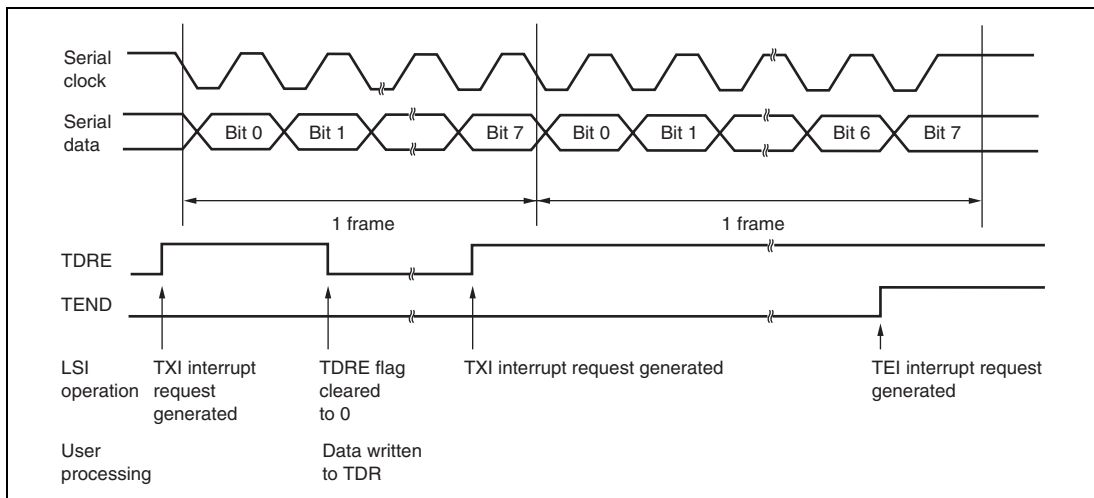 Serial
clock
Serial
data
Bit 0
Bit 1
Bit 7
Bit 0
Bit 1
Bit 6
Bit 7
1 frame
1 frame
TDRE
TEND
LSI
operation
TXI interrupt
request
generated
TDRE flag
cleared
to 0
TXI interrupt request generated
TEI interrupt request
generated
User
processing
Data written
to TDR